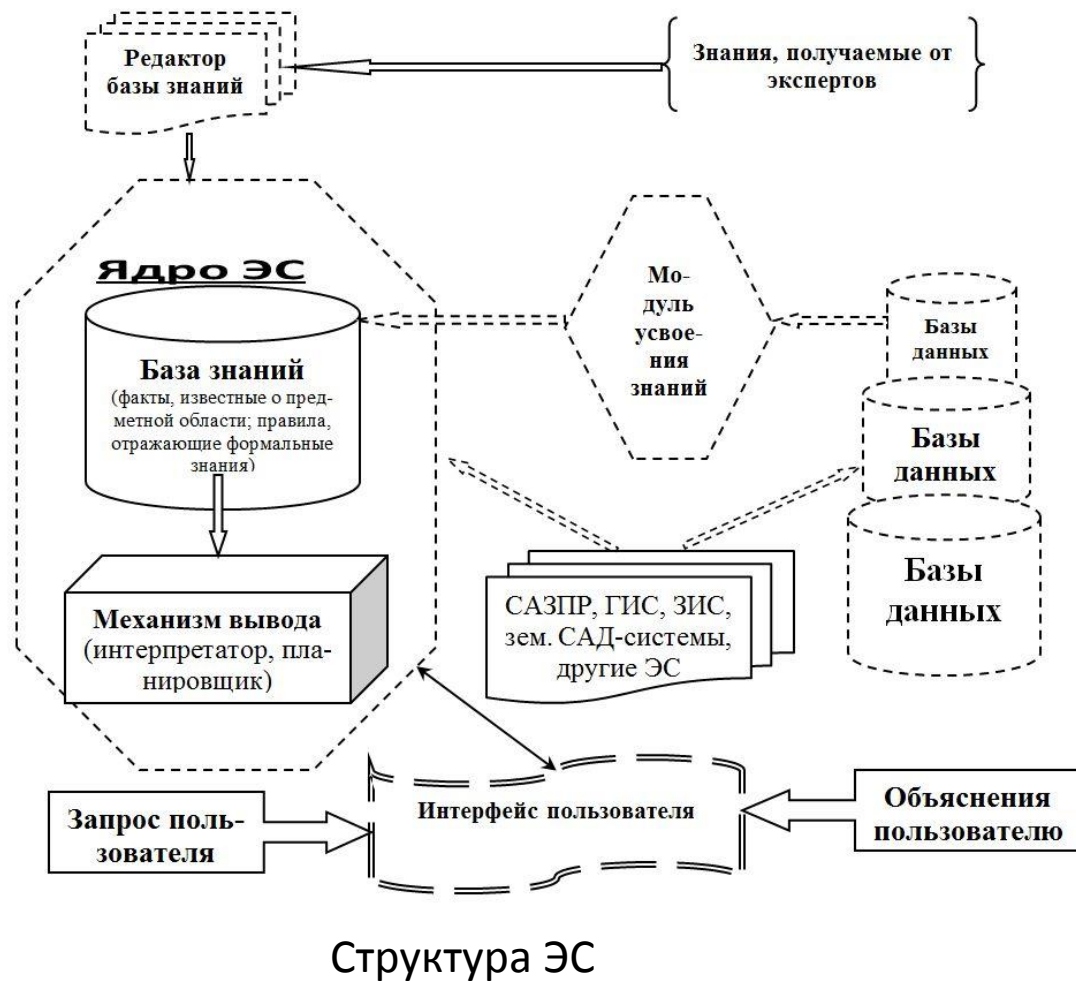 Редактор
базы знаний
Знания, получаемые от
экспертов
Ядро ЭС
База знаний
(факты, известные о пред-
метной области; правила,
отражающие формальные
знания)
Механизм вывода
(интерпретатор, пла-
нировщик)
Мо-
дуль
усвое-
ния
знаний
Базы
данных
Базы
данных
Базы
данных
САЗПР, ГИС, ЗИС,
зем. САД-системы,
другие ЭС
Интерфейс пользователя
Запрос поль-
зователя
Объяснения
пользователю
Структура ЭС